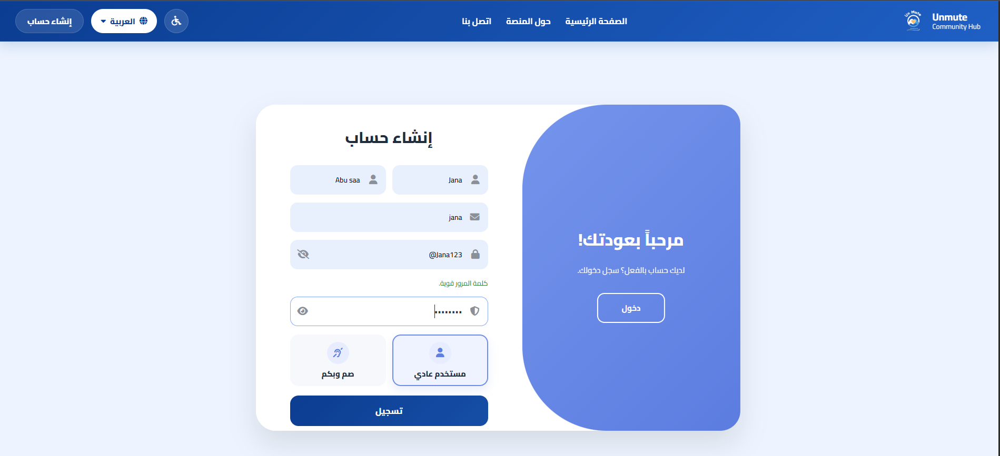 Unmute
Community Hub
الصفحة الرئيسية
حول المنصة
اتصل بنا
العربية
إنشاء حساب
إنشاء حساب
Jana
Abu saa
jana
@Jana123
كلمة المرور قوية.
مستخدم عادي
صم وبكم
تسجيل
مرحباً بعودتك!
لديك حساب بالفعل؟ سجل دخولك.
دخول